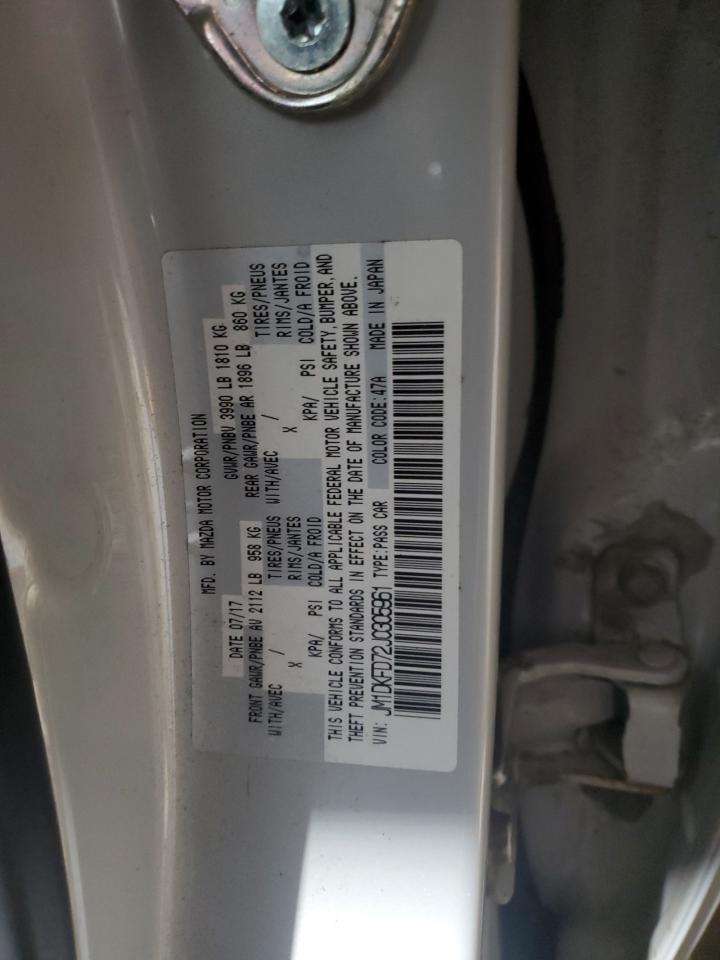 MFD. BY MAZDA MOTOR CORPORATION
DATE 07/17 GVWR/PNBV 3990 LB 1810 KG
FRONT GAWR/PNBE AV 2112 LB 958 KG REAR GAWR/PNBE AR 1896 LB 860 KG
WITH/AVEC / TIRES/PNEUS WITH/AVEC / TIRES/PNEUS
X RIMS/JANTES X RIMS/JANTES
KPA/ PSI COLD/A FROID KPA/ PSI COLD/A FROID
THIS VEHICLE CONFORMS TO ALL APPLICABLE FEDERAL MOTOR VEHICLE SAFETY, BUMPER, AND
THEFT PREVENTION STANDARDS IN EFFECT ON THE DATE OF MANUFACTURE SHOWN ABOVE.
VIN: JM1DKFD72J0305961 TYPE:PASS CAR COLOR CODE:47A MADE IN JAPAN